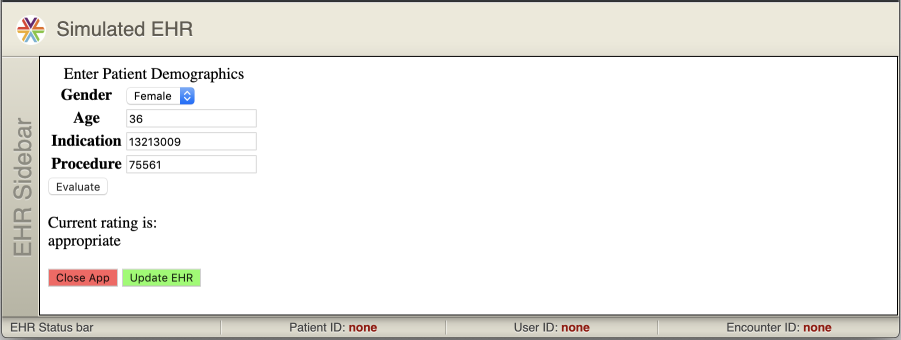 Simulated EHR
EHR Sidebar
Enter Patient Demographics
Gender Female
Age 36
Indication 13213009
Procedure 75561
Evaluate
Current rating is:
appropriate
Close App Update EHR
EHR Status bar Patient ID: none User ID: none Encounter ID: none